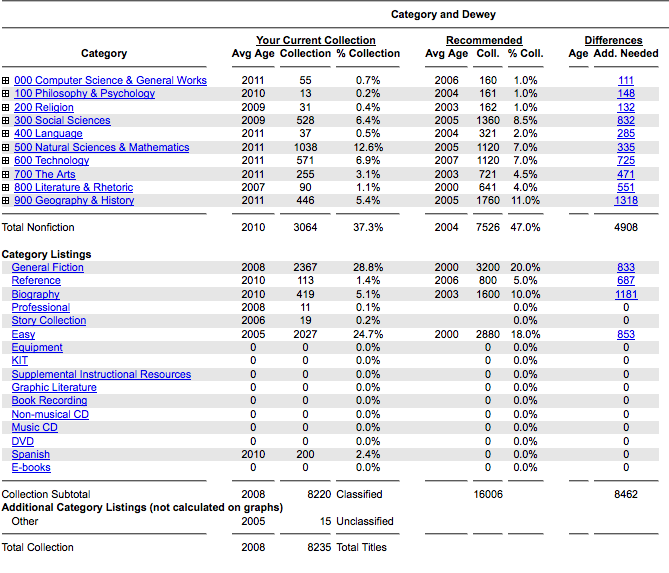 Category and Dewey
Your Current Collection Recommended Differences
Category Avg Age Collection % Collection Avg Age Coll. % Coll. Age Add. Needed
000 Computer Science & General Works 2011 55 0.7% 2006 160 1.0% 111
100 Philosophy & Psychology 2010 13 0.2% 2004 161 1.0% 148
200 Religion 2009 31 0.4% 2003 162 1.0% 132
300 Social Sciences 2009 528 6.4% 2005 1360 8.5% 832
400 Language 2011 37 0.5% 2004 321 2.0% 285
500 Natural Sciences & Mathematics 2011 1038 12.6% 2005 1120 7.0% 335
600 Technology 2011 571 6.9% 2007 1120 7.0% 725
700 The Arts 2011 255 3.1% 2003 721 4.5% 471
800 Literature & Rhetoric 2007 90 1.1% 2000 641 4.0% 551
900 Geography & History 2011 446 5.4% 2005 1760 11.0% 1318
Total Nonfiction 2010 3064 37.3% 2004 7526 47.0% 4908
Category Listings
General Fiction 2008 2367 28.8% 2000 3200 20.0% 833
Reference 2010 113 1.4% 2006 800 5.0% 687
Biography 2010 419 5.1% 2003 1600 10.0% 1181
Professional 2008 11 0.1% 0.0% 0
Story Collection 2006 19 0.2% 0.0% 0
Easy 2005 2027 24.7% 2000 2880 18.0% 853
Equipment 0 0 0.0% 0 0.0% 0
KIT 0 0 0.0% 0 0.0% 0
Supplemental Instructional Resources 0 0 0.0% 0 0.0% 0
Graphic Literature 0 0 0.0% 0 0.0% 0
Book Recording 0 0 0.0% 0 0.0% 0
Non-musical CD 0 0 0.0% 0 0.0% 0
Music CD 0 0 0.0% 0 0.0% 0
DVD 0 0 0.0% 0 0.0% 0
Spanish 2010 200 2.4% 0 0.0% 0
E-books 0 0 0.0% 0 0.0% 0
Collection Subtotal 2008 8220 Classified 16006 8462
Additional Category Listings (not calculated on graphs)
Other 2005 15 Unclassified
Total Collection 2008 8235 Total Titles